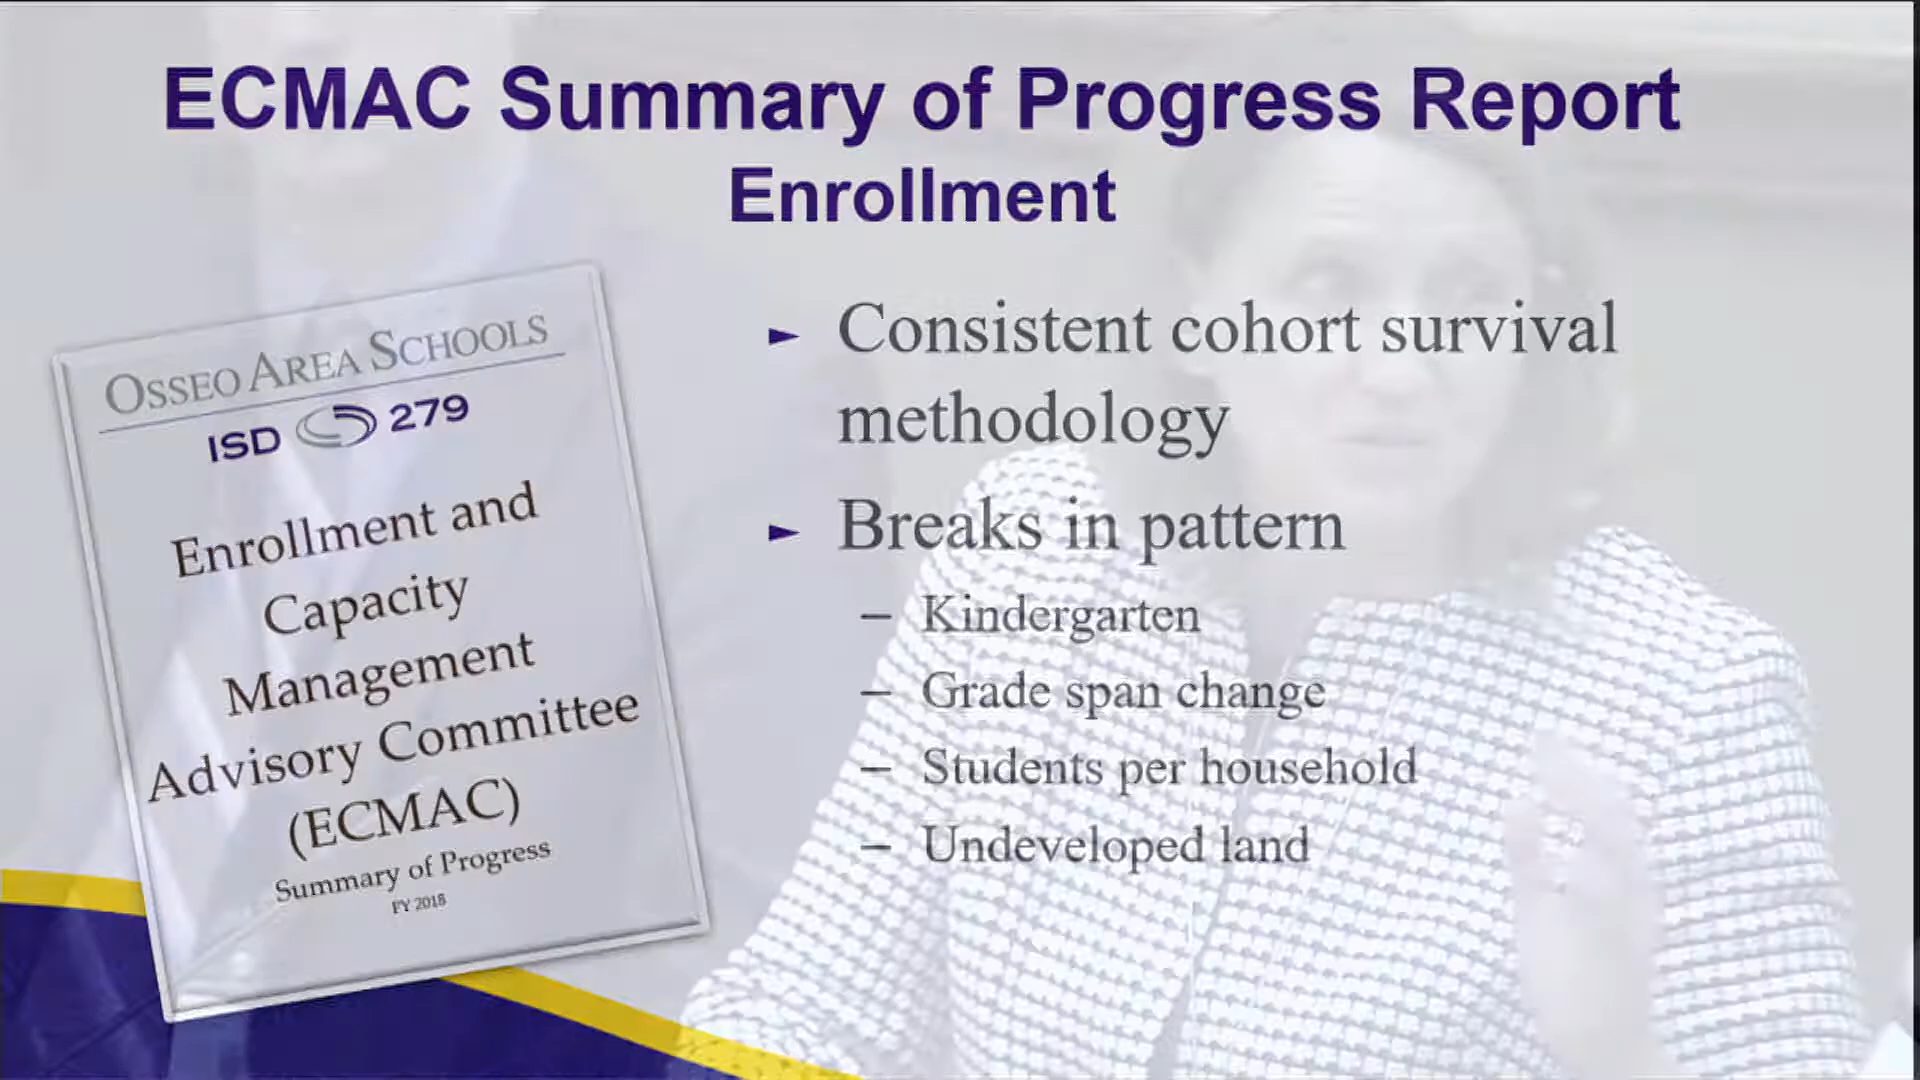 ECMAC Summary of Progress Report
Enrollment
OSSEO AREA SCHOOLS
ISD 279
Enrollment and
Capacity
Management
Advisory Committee
(ECMAC)
Summary of Progress
FY 2018
► Consistent cohort survival
methodology
► Breaks in pattern
– Kindergarten
– Grade span change
– Students per household
– Undeveloped land